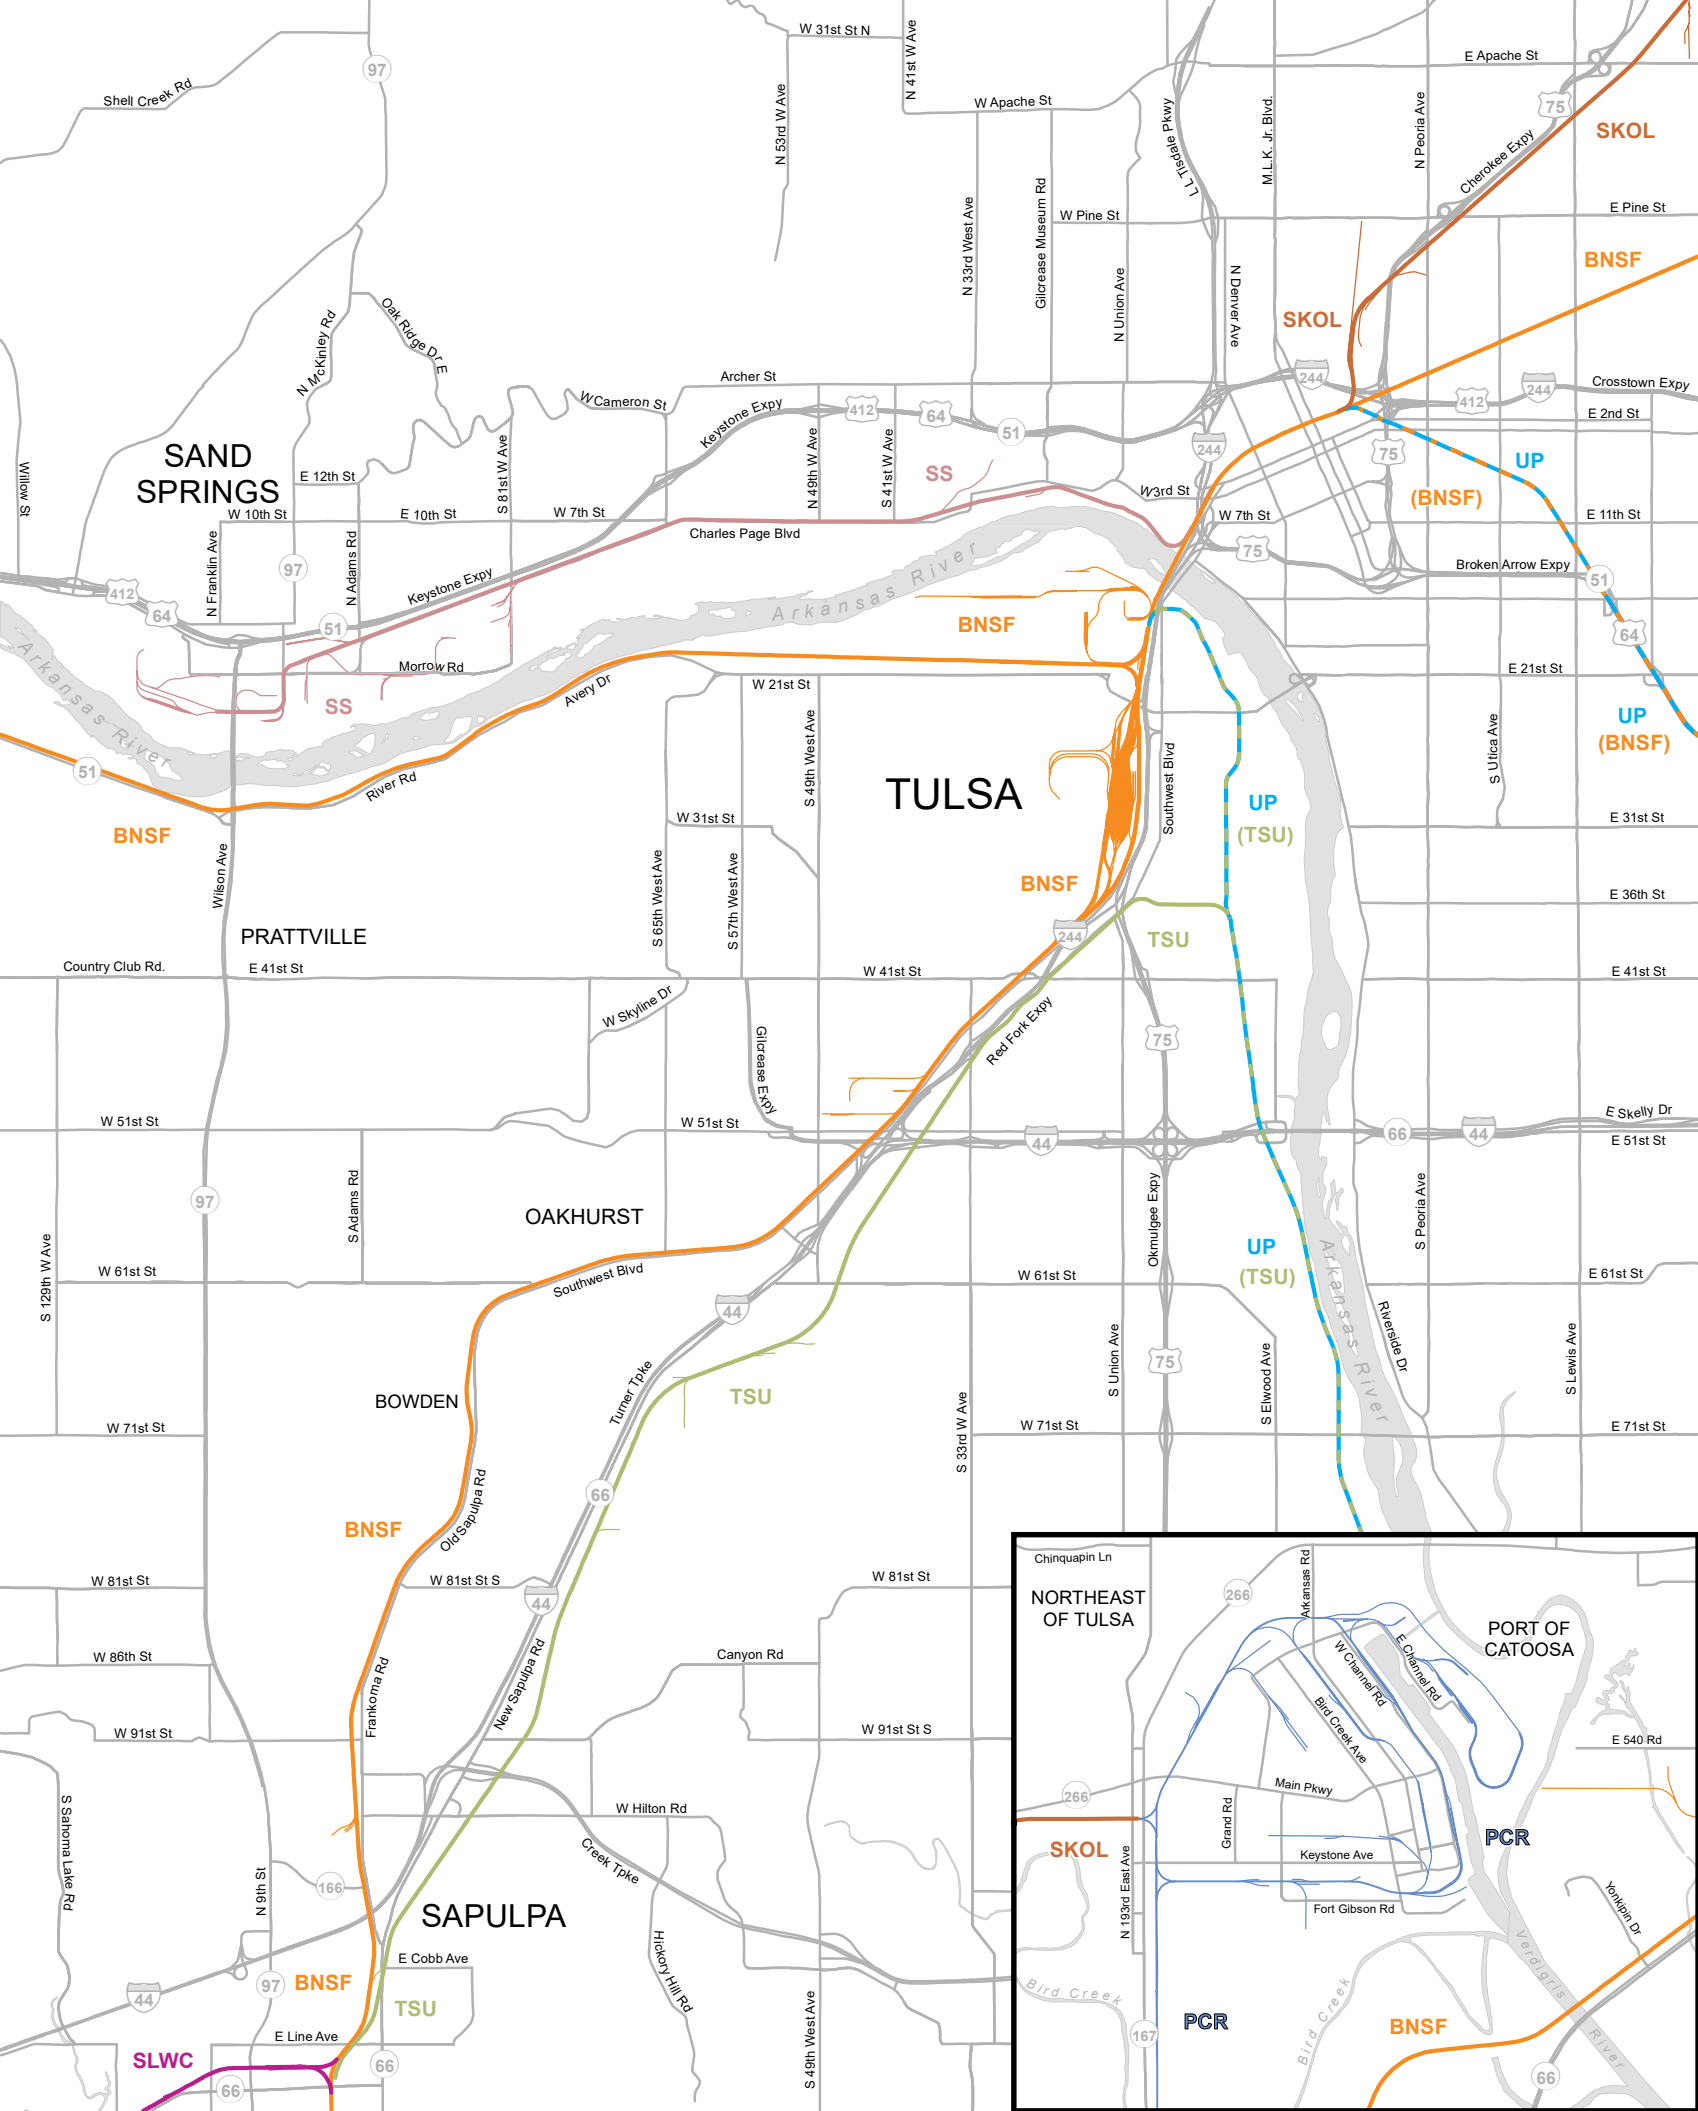 W 31st St N
N 41st W Ave
E Apache St
97
Shell Creek Rd
N 53rd W Ave
W Apache St
L L Tisdale Pkwy
M.L.K. Jr. Blvd.
N Peoria Ave
75
SKOL
Cherokee Expy
N 33rd West Ave
Gilcrease Museum Rd
W Pine St
E Pine St
N Union Ave
N Denver Ave
BNSF
SKOL
N McKinley Rd
Oak Ridge Dr E
Archer St
244
244
Crosstown Expy
W Cameron St
Keystone Expy
412
64
51
412
E 2nd St
SAND
SPRINGS
Willow St
E 12th St
S 81st W Ave
N 49th W Ave
S 41st W Ave
SS
244
75
UP
(BNSF)
W 3rd St
W 10th St
E 10th St
W 7th St
W 7th St
E 11th St
Charles Page Blvd
N Franklin Ave
97
N Adams Rd
Keystone Expy
Arkansas River
75
Broken Arrow Expy
51
412
64
51
BNSF
64
Arkansas River
Morrow Rd
SS
Avery Dr
W 21st St
E 21st St
UP
(BNSF)
51
River Rd
S 49th West Ave
TULSA
Southwest Blvd
S Utica Ave
UP
(TSU)
BNSF
W 31st St
E 31st St
Wilson Ave
S 65th West Ave
S 57th West Ave
BNSF
E 36th St
PRATTVILLE
244
TSU
Country Club Rd.
E 41st St
W 41st St
E 41st St
W Skyline Dr
Gilcrease Expy
Red Fork Expy
75
W 51st St
W 51st St
44
66
44
E Skelly Dr
E 51st St
97
S Adams Rd
OAKHURST
Okmulgee Expy
S Peoria Ave
S 129th W Ave
UP
(TSU)
Arkansas River
W 61st St
Southwest Blvd
W 61st St
E 61st St
44
Riverside Dr
Turner Tpke
S Union Ave
75
S Elwood Ave
S Lewis Ave
BOWDEN
TSU
S 33rd W Ave
W 71st St
W 71st St
E 71st St
66
BNSF
Old Sapulpa Rd
W 81st St
W 81st St S
44
W 81st St
Chinquapin Ln
NORTHEAST
OF TULSA
266
Arkansas Rd
PORT OF
CATOOSA
W 86th St
Frankoma Rd
New Sapulpa Rd
Canyon Rd
W Channel Rd
E Channel Rd
Bird Creek Ave
W 91st St
W 91st St S
E 540 Rd
S Sahoma Lake Rd
266
Main Pkwy
W Hilton Rd
SKOL
Grand Rd
PCR
Creek Tpke
Keystone Ave
N 9th St
166
N 193rd East Ave
Yonkipin Dr
SAPULPA
Fort Gibson Rd
Hickory Hill Rd
E Cobb Ave
Verdigris River
BNSF
97
44
TSU
Bird Creek
Bird Creek
S 49th West Ave
PCR
BNSF
167
E Line Ave
SLWC
66
66
66